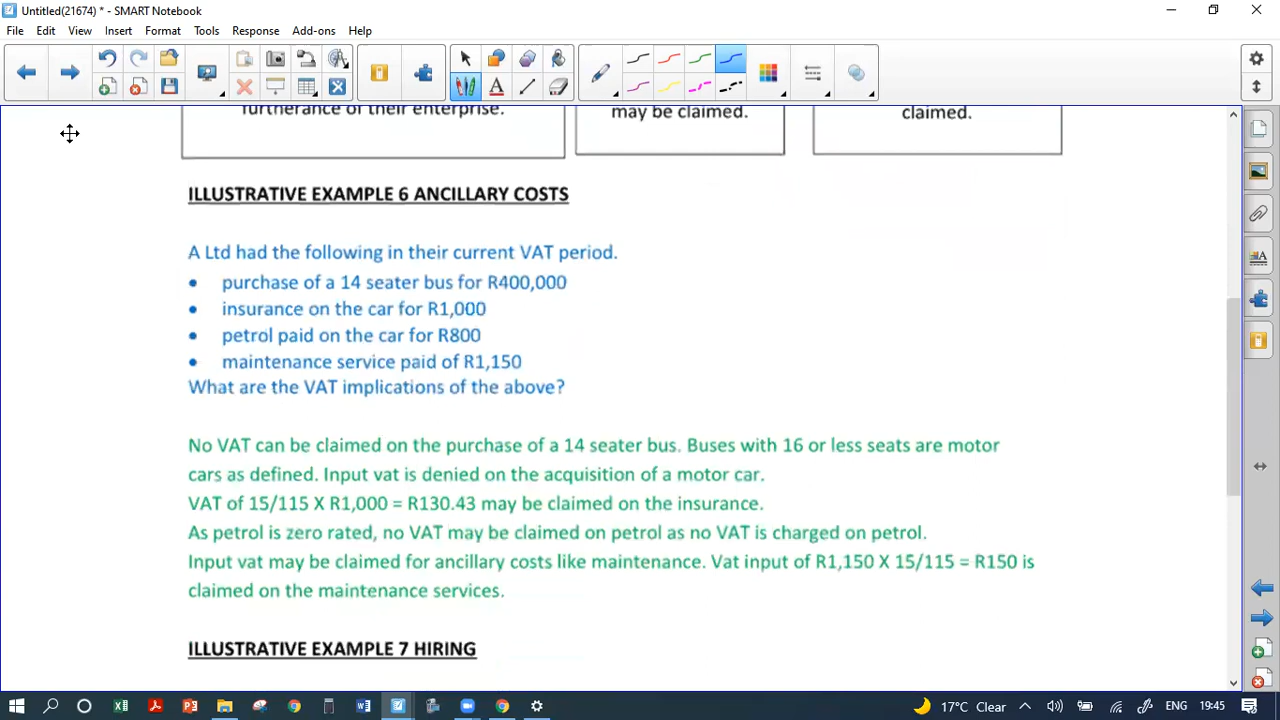 Untitled(21674) * - SMART Notebook
File Edit View Insert Format Tools Response Add-ons Help
furtherance of their enterprise.
may be claimed.
claimed.
ILLUSTRATIVE EXAMPLE 6 ANCILLARY COSTS
A Ltd had the following in their current VAT period.
• purchase of a 14 seater bus for R400,000
• insurance on the car for R1,000
• petrol paid on the car for R800
• maintenance service paid of R1,150
What are the VAT implications of the above?
No VAT can be claimed on the purchase of a 14 seater bus. Buses with 16 or less seats are motor
cars as defined. Input vat is denied on the acquisition of a motor car.
VAT of 15/115 X R1,000 = R130.43 may be claimed on the insurance.
As petrol is zero rated, no VAT may be claimed on petrol as no VAT is charged on petrol.
Input vat may be claimed for ancillary costs like maintenance. Vat input of R1,150 X 15/115 = R150 is
claimed on the maintenance services.
ILLUSTRATIVE EXAMPLE 7 HIRING
17°C Clear
ENG
19:45